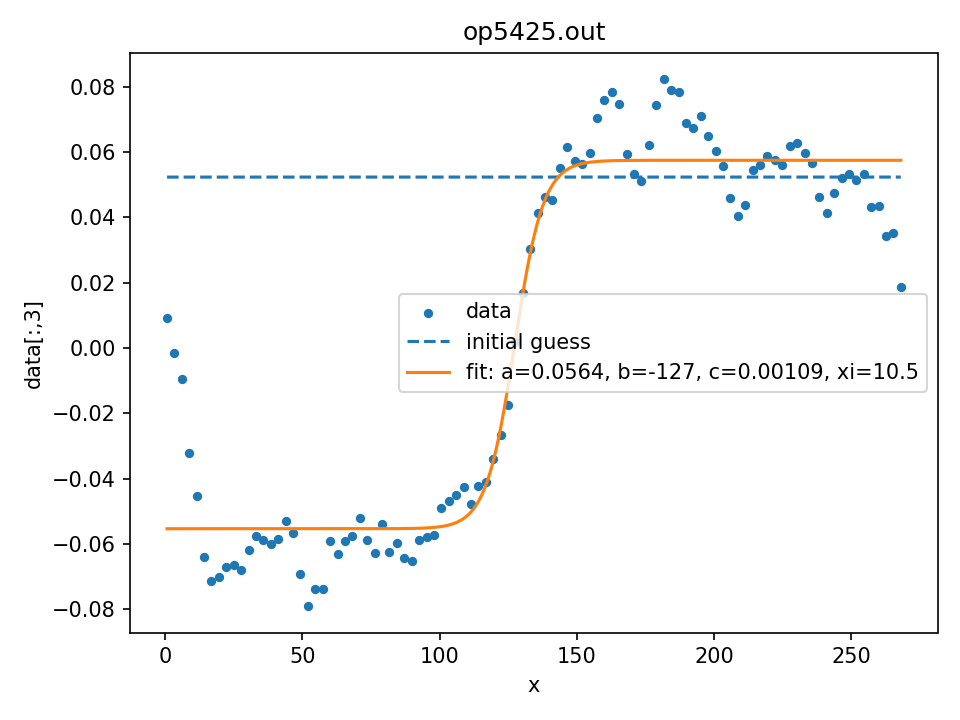 op5425.out
0.08
0.06
0.04
0.02
0.00
−0.02
−0.04
−0.06
−0.08
data[:,3]
data
initial guess
fit: a=0.0564, b=-127, c=0.00109, xi=10.5
0 50 100 150 200 250
x